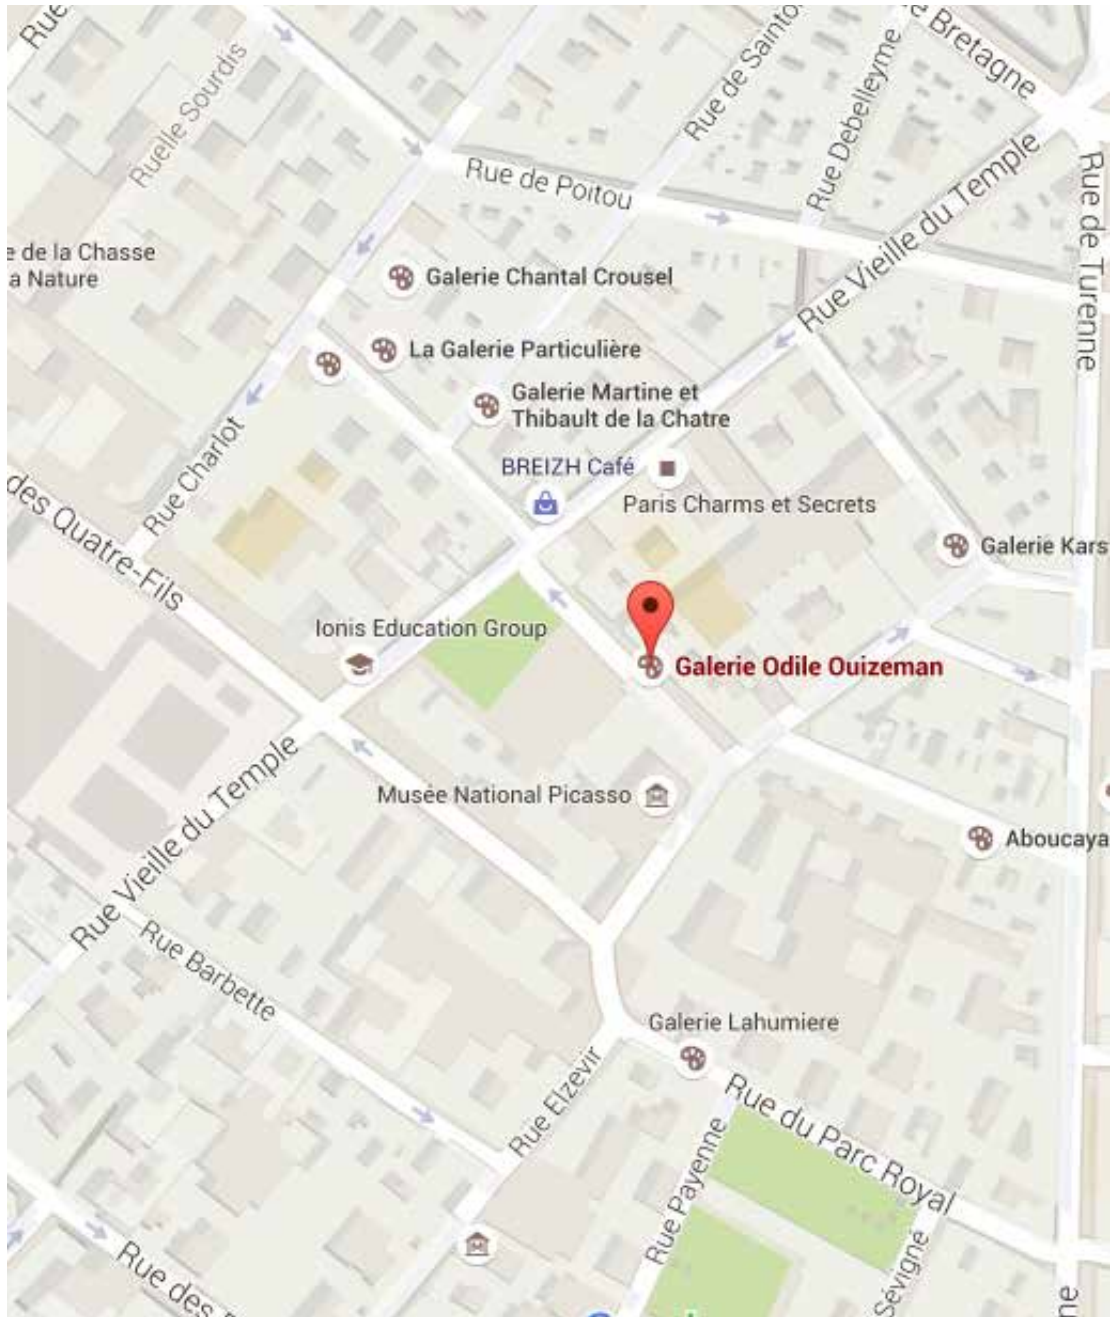 Rue
Ruelle Sourdis
Rue de Sainto
Rue Debelleyme
a Bretagne
Rue de Poitou
Rue Vieille du Temple
Rue de Turenne
e de la Chasse
a Nature
Galerie Chantal Crousel
La Galerie Particulière
Galerie Martine et
Thibault de la Chatre
Rue Charlot
BREIZH Café
Paris Charms et Secrets
des Quatre-Fils
Galerie Kars
Ionis Education Group
Galerie Odile Ouizeman
Musée National Picasso
Rue Vieille du Temple
Aboucaya
Rue Barbette
Galerie Lahumiere
Rue Elzevir
Rue du Parc Royal
Rue Payenne
Rue des
Sévigné
ne